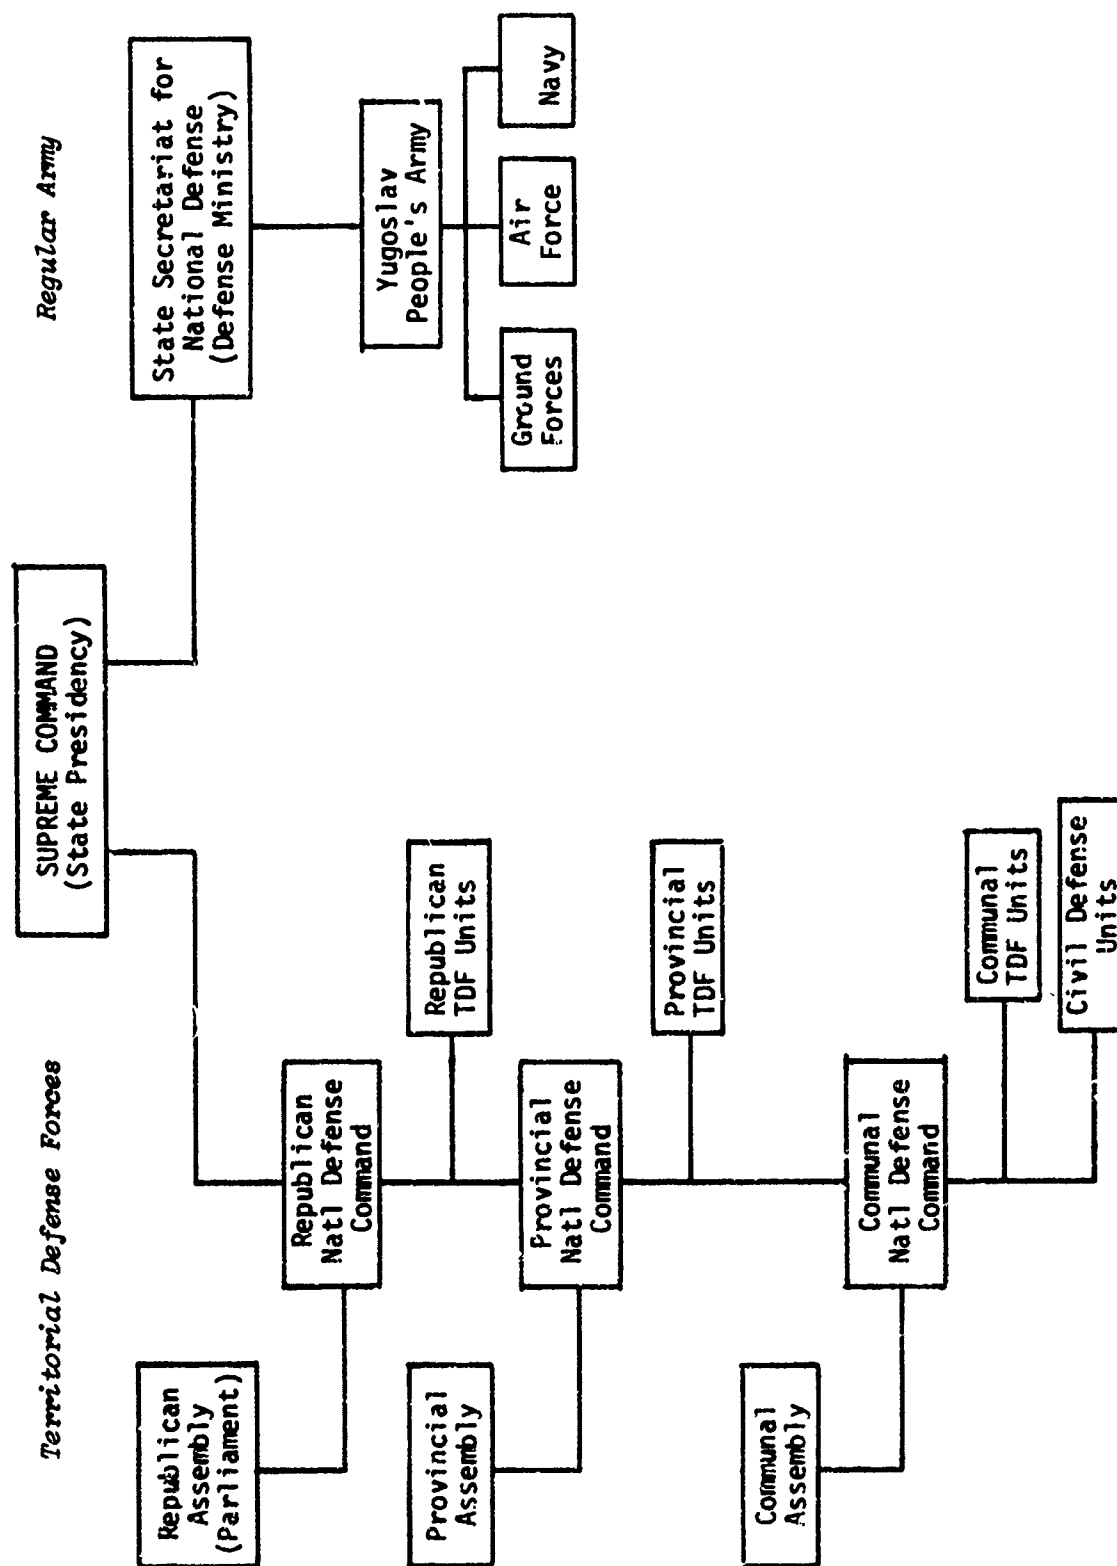 Territorial Defense Forces
Regular Army
SUPREME COMMAND
(State Presidency)
State Secretariat for
National Defense
(Defense Ministry)
Yugoslav
People's Army
Ground
Forces
Air
Force
Navy
Republican
Assembly
(Parliament)
Republican
Natl Defense
Command
Republican
TDF Units
Provincial
Assembly
Provincial
Natl Defense
Command
Provincial
TDF Units
Communal
Assembly
Communal
Natl Defense
Command
Communal
TDF Units
Civil Defense
Units